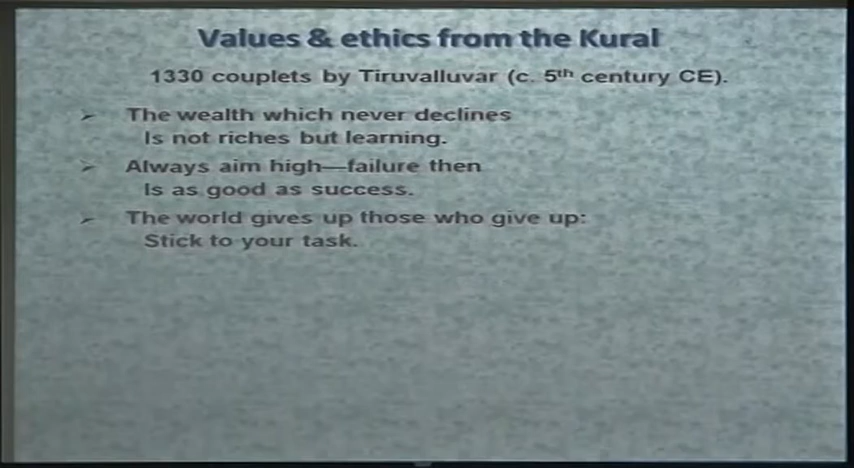 Values & ethics from the Kural
1330 couplets by Tiruvalluvar (c. 5th century CE).
➢ The wealth which never declines
Is not riches but learning.
➢ Always aim high—failure then
Is as good as success.
➢ The world gives up those who give up:
Stick to your task.